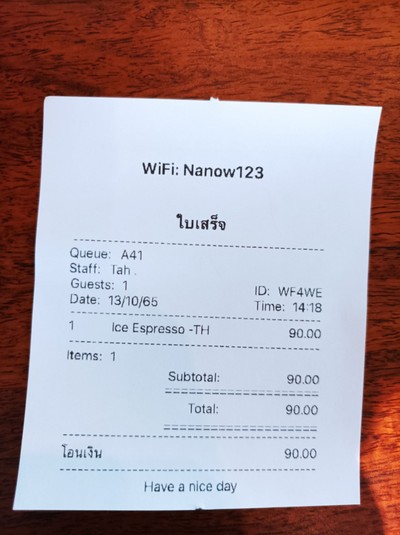 WiFi: Nanow123
ใบเสร็จ
Queue: A41
Staff: Tah .
Guests: 1 ID: WF4WE
Date: 13/10/65 Time: 14:18
1 Ice Espresso -TH 90.00
Items: 1
Subtotal: 90.00
Total: 90.00
โอนเงิน 90.00
Have a nice day